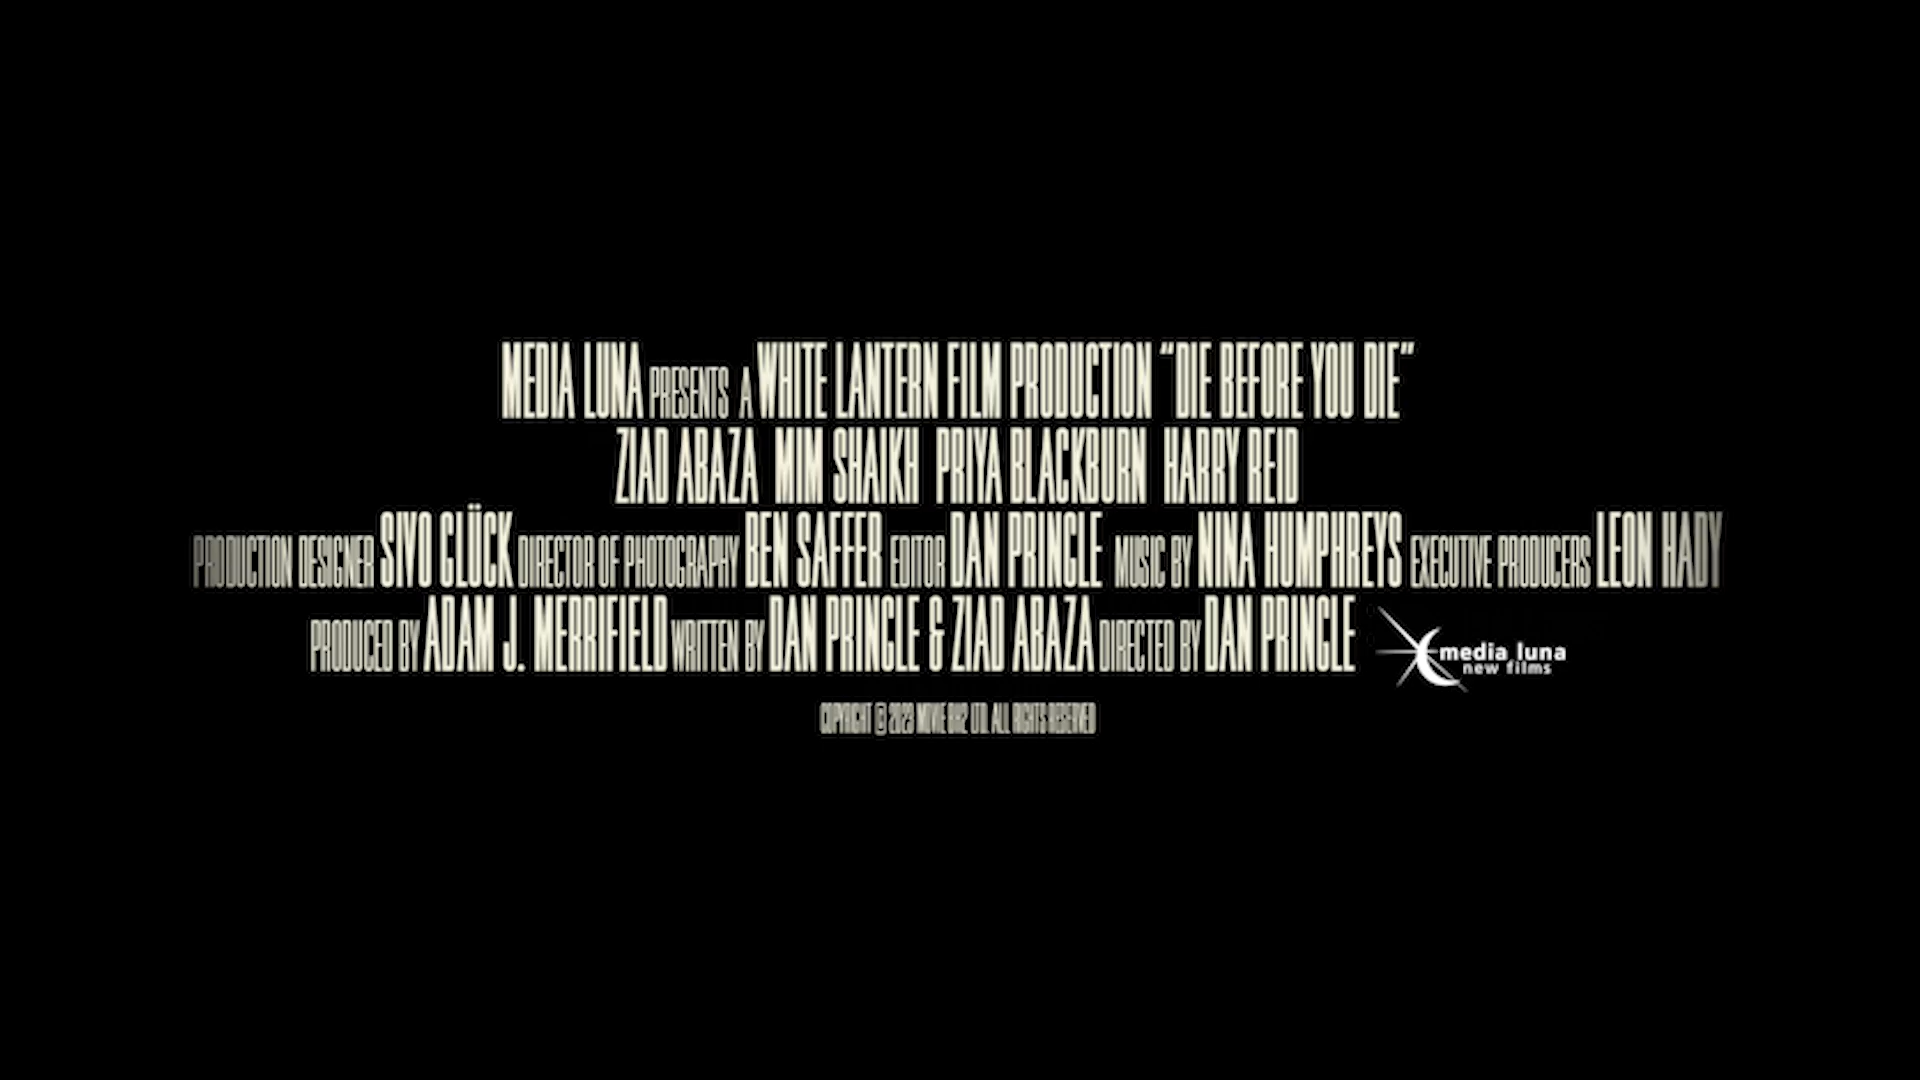 MEDIA LUNA PRESENTS A WHITE LANTERN FILM PRODUCTION “DIE BEFORE YOU DIE”
ZIAD ABAZA MIM SHAIKH PRIYA BLACKBURN HARRY REID
PRODUCTION DESIGNER SIVO GLÜCK DIRECTOR OF PHOTOGRAPHY BEN SAFFER EDITOR DAN PRINGLE MUSIC BY NINA HUMPHREYS EXECUTIVE PRODUCERS LEON HADY
PRODUCED BY ADAM J. MERRIFIELD WRITTEN BY DAN PRINGLE & ZIAD ABAZA DIRECTED BY DAN PRINGLE
media luna
new films
COPYRIGHT © 2023 MOVIE LTD. ALL RIGHTS RESERVED